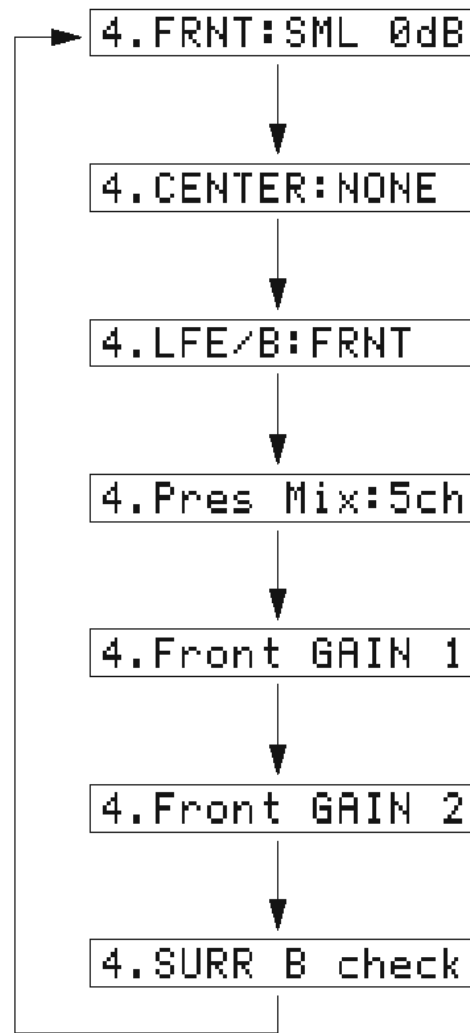 4.FRNT:SML 0dB
4.CENTER:NONE
4.LFE/B:FRNT
4.Pres Mix:5ch
4.Front GAIN 1
4.Front GAIN 2
4.SURR B check